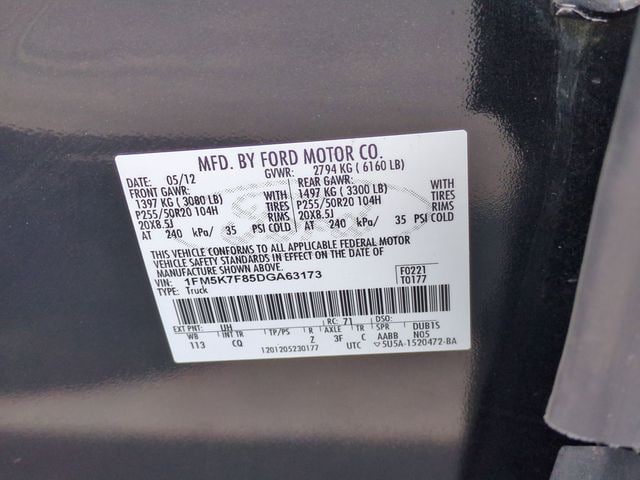 MFD. BY FORD MOTOR CO.
DATE: 05/12 GVWR: 2794 KG ( 6160 LB)
FRONT GAWR: REAR GAWR:
1397 KG ( 3080 LB) WITH 1497 KG ( 3300 LB) WITH
P255/50R20 104H TIRES P255/50R20 104H TIRES
20X8.5J RIMS 20X8.5J RIMS
AT 240 kPa/ 35 PSI COLD AT 240 kPa/ 35 PSI COLD
THIS VEHICLE CONFORMS TO ALL APPLICABLE FEDERAL MOTOR
VEHICLE SAFETY STANDARDS IN EFFECT ON THE DATE OF
MANUFACTURE SHOWN ABOVE.
VIN: 1FM5K7F85DGA63173 F0221
TYPE: Truck T0177
EXT PNT: UH RC: 71 DSO:
WB INT TR TP/PS R AXLE TR SPR DUB1S
113 CQ Z 3F C AABB N05
1201205230177 UTC 5U5A-1520472-BA